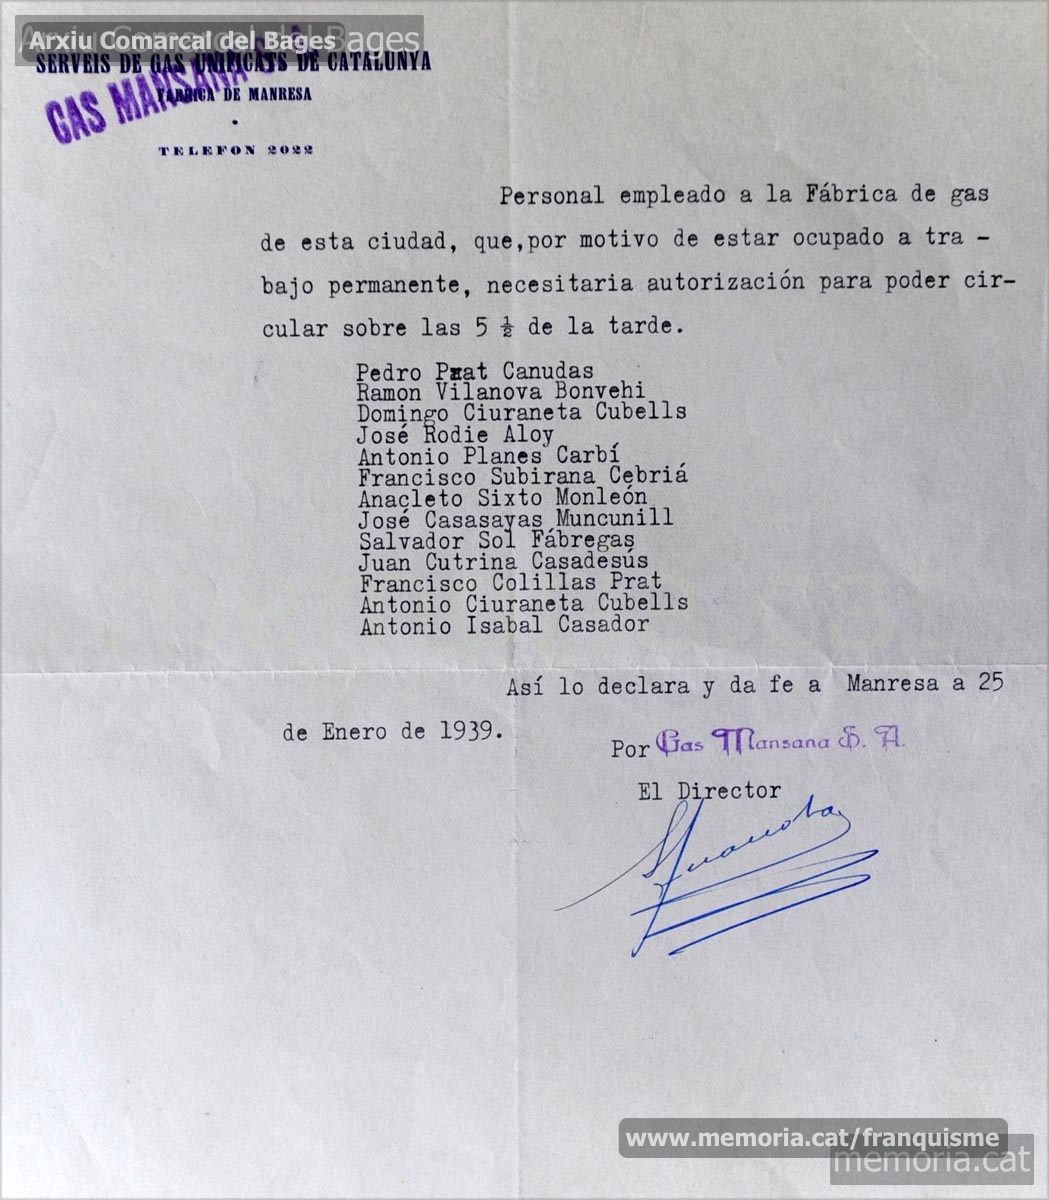 Arxiu Comarcal del Bages
Arxiu Comarcal del Bages
SERVEIS DE GAS UNIFICATS DE CATALUNYA
GAS MANSANA S. A.
FÀBRICA DE MANRESA
TELEFON 2022
Personal empleado a la Fábrica de gas
de esta ciudad, que,por motivo de estar ocupado a tra -
bajo permanente, necesitaria autorización para poder cir-
cular sobre las 5 ½ de la tarde.
Pedro Prat Canudas
Ramon Vilanova Bonvehi
Domingo Ciuraneta Cubells
José Rodie Aloy
Antonio Planes Carbí
Francisco Subirana Cebriá
Anacleto Sixto Monleón
José Casasayas Muncunill
Salvador Sol Fábregas
Juan Cutrina Casadesús
Francisco Colillas Prat
Antonio Ciuraneta Cubells
Antonio Isabal Casador
Así lo declara y da fe a Manresa a 25
de Enero de 1939.
Por Gas Mansana S. A.
El Director
www.memoria.cat/franquisme
memoria.cat